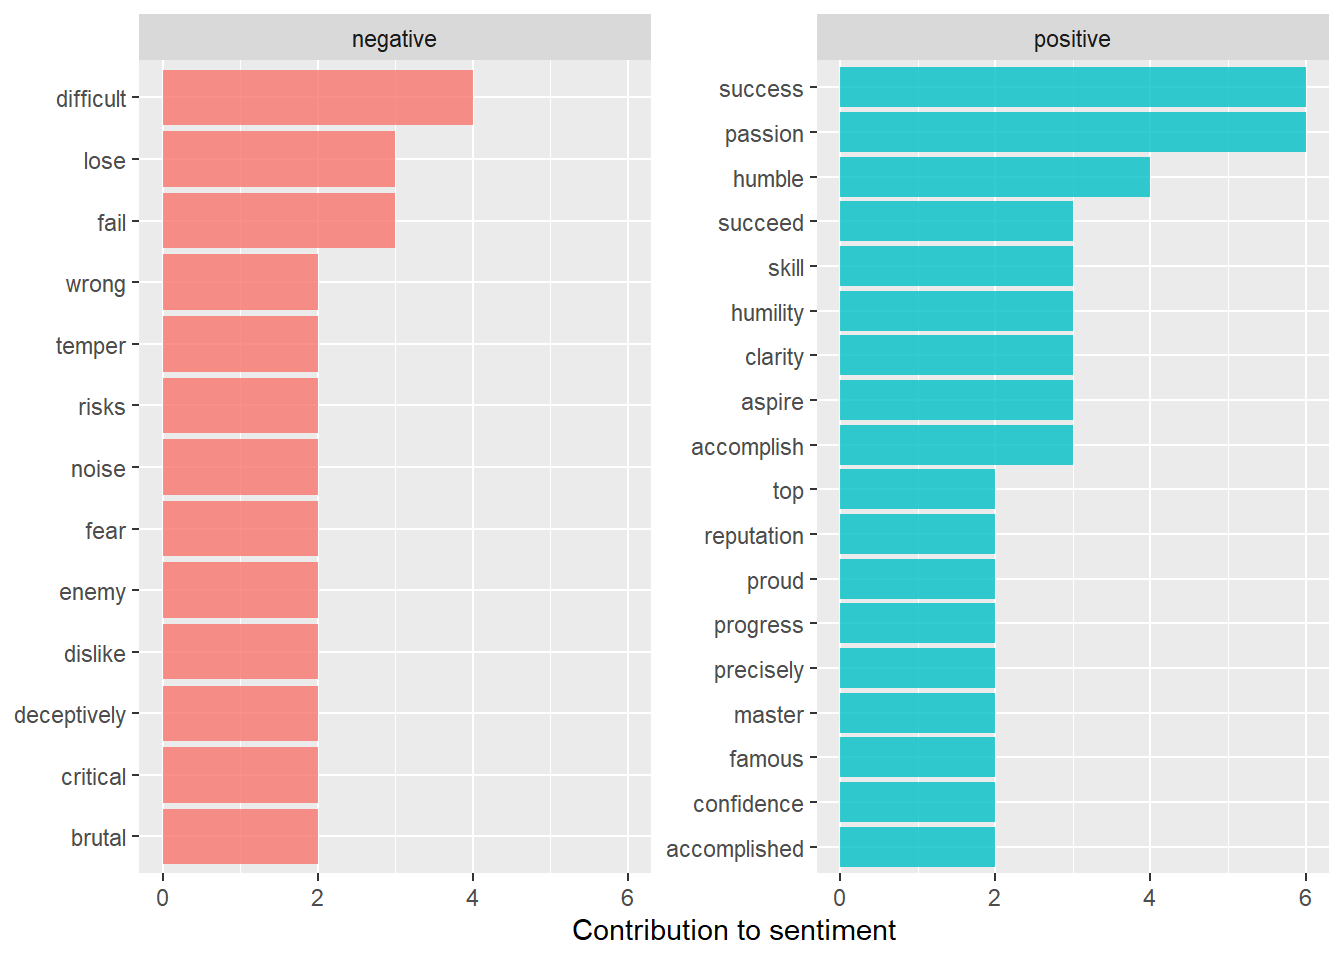 negative
difficult
lose
fail
wrong
temper
risks
noise
fear
enemy
dislike
deceptively
critical
brutal
0 2 4 6
positive
success
passion
humble
succeed
skill
humility
clarity
aspire
accomplish
top
reputation
proud
progress
precisely
master
famous
confidence
accomplished
0 2 4 6
Contribution to sentiment